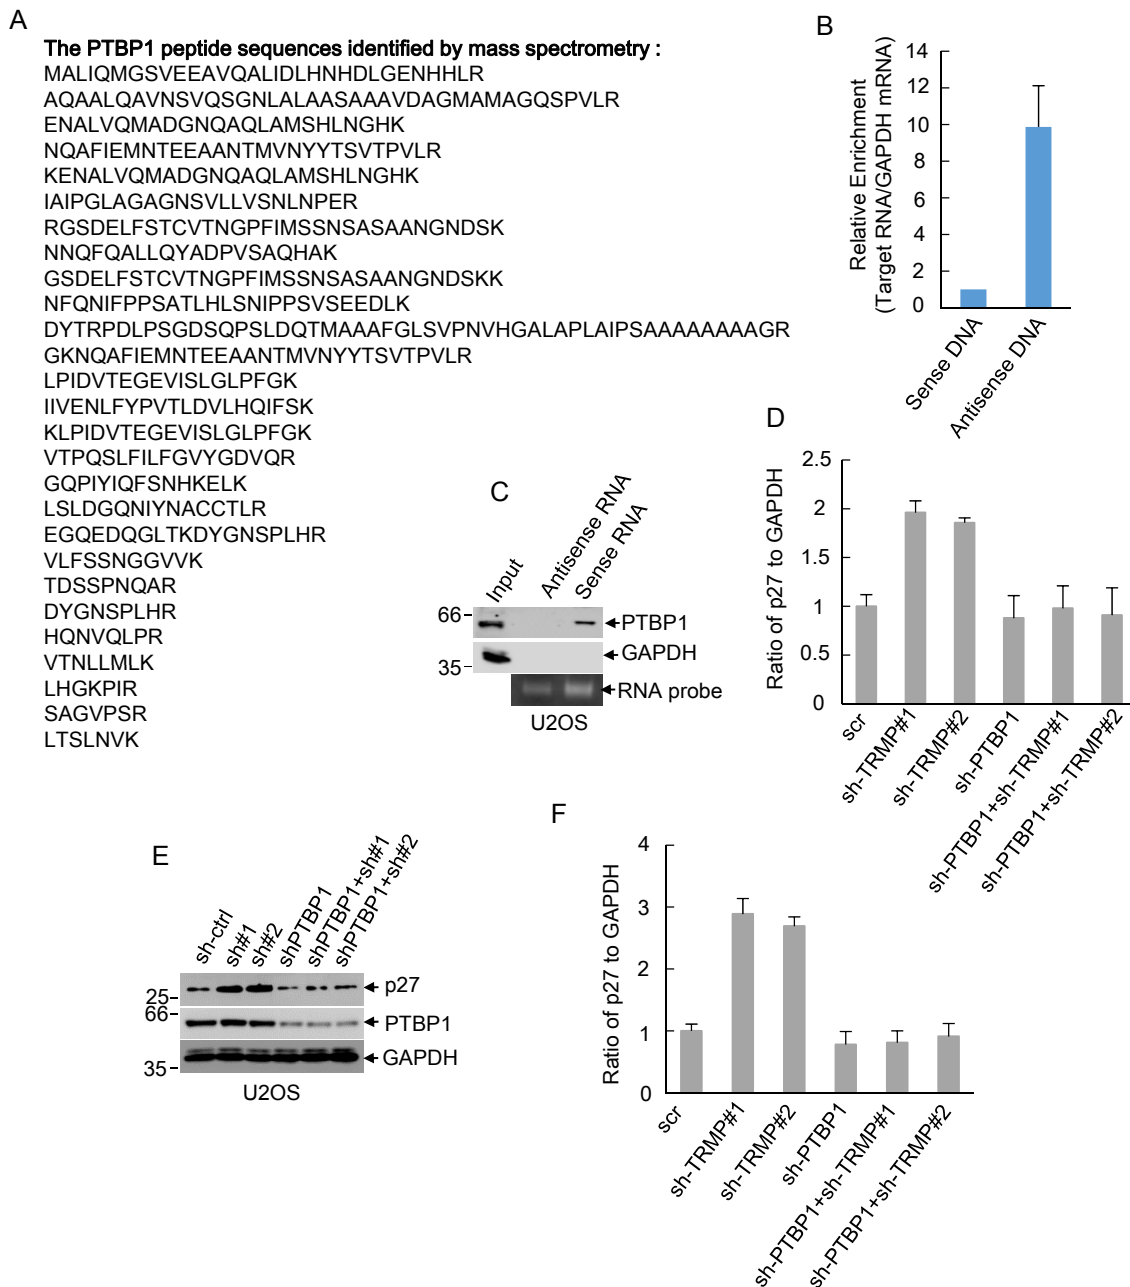 A
The PTBP1 peptide sequences identified by mass spectrometry :
MALIQMGSVEEAVQALIDLHNHDLGENHHLR
AQAALQAVNSVQSGNLALAASAAAVDAGMAMAGQSPVLR
ENALVQMADGNQAQLAMSHLNGHK
NQAFIEMNTEEAANTMVNYYTSVTPVLR
KENALVQMADGNQAQLAMSHLNGHK
IAIPGLAGAGNSVLLVSNLNPER
RGSDELFSTCVTNGPFIMSSNSASAANGNDSK
NNQFQALLQYADPVSAQHAK
GSDELFSTCVTNGPFIMSSNSASAANGNDSKK
NFQNIFPPSATLHLSNIPPSVSEEDLK
DYTRPDLPSGDSQPSLDQTMAAAFGLSVPNVHGALAPLAIPSAAAAAAAAGR
GKNQAFIEMNTEEAANTMVNYYTSVTPVLR
LPIDVTEGEVISLGLPFGK
IIVENLFYPVTLDVLHQIFSK
KLPIDVTEGEVISLGLPFGK
VTPQSLFILFGVYGDVQR
GQPIYIQFSNHKELK
LSLDGQNIYNACCTLR
EGQEDQGLTKDYGNSPLHR
VLFSSNGGVVK
TDSSPNQAR
DYGNSPLHR
HQNVQLPR
VTNLLMLK
LHGKPIR
SAGVPSR
LTSLNVK
B
Relative Enrichment
(Target RNA/GAPDH mRNA)
14
12
10
8
6
4
2
0
Sense DNA
Antisense DNA
C
Input
Antisense RNA
Sense RNA
66
PTBP1
GAPDH
35
RNA probe
U2OS
D
Ratio of p27 to GAPDH
2.5
2
1.5
1
0.5
0
scr
sh-TRMP#1
sh-TRMP#2
sh-PTBP1
sh-PTBP1+sh-TRMP#1
sh-PTBP1+sh-TRMP#2
E
sh-ctrl
sh#1
sh#2
shPTBP1
shPTBP1+sh#1
shPTBP1+sh#2
25
p27
66
PTBP1
35
GAPDH
U2OS
F
Ratio of p27 to GAPDH
4
3
2
1
0
scr
sh-TRMP#1
sh-TRMP#2
sh-PTBP1
sh-PTBP1+sh-TRMP#1
sh-PTBP1+sh-TRMP#2